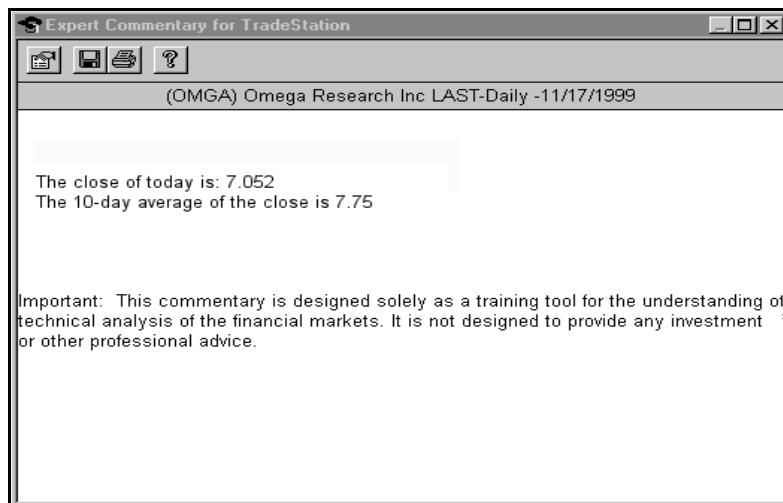 Expert Commentary for TradeStation
(OMGA) Omega Research Inc LAST-Daily -11/17/1999
The close of today is: 7.052
The 10-day average of the close is 7.75
Important: This commentary is designed solely as a training tool for the understanding of
technical analysis of the financial markets. It is not designed to provide any investment
or other professional advice.